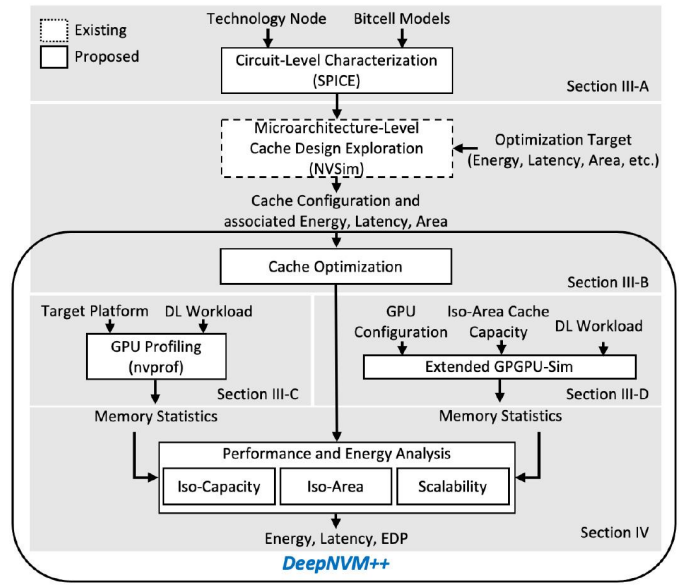 Technology Node
Bitcell Models
Existing
Proposed
Circuit-Level Characterization
(SPICE)
Section III-A
Microarchitecture-Level
Cache Design Exploration
(NVSim)
Optimization Target
(Energy, Latency, Area, etc.)
Cache Configuration and
associated Energy, Latency, Area
Cache Optimization
Section III-B
Target Platform
DL Workload
GPU Profiling
(nvprof)
Section III-C
GPU
Configuration
Iso-Area Cache
Capacity
DL Workload
Extended GPGPU-Sim
Section III-D
Memory Statistics
Memory Statistics
Performance and Energy Analysis
Iso-Capacity
Iso-Area
Scalability
Section IV
Energy, Latency, EDP
DeepNVM++